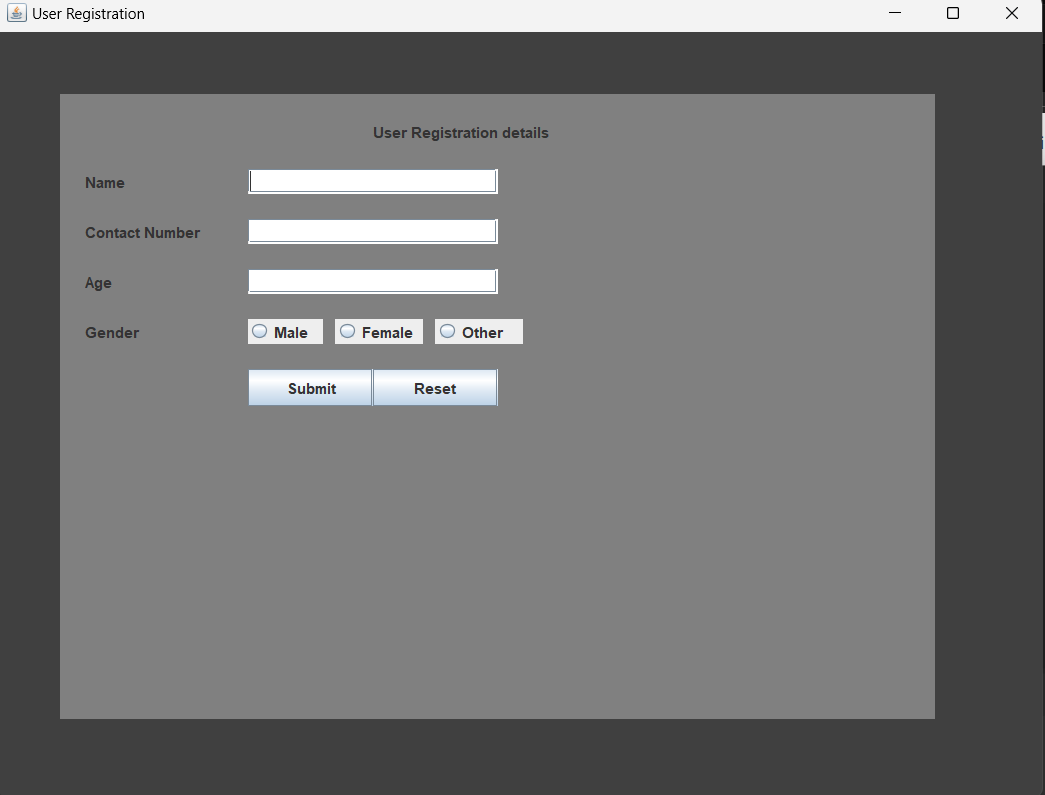 User Registration
User Registration details
Name
Contact Number
Age
Gender
Male Female Other
Submit Reset